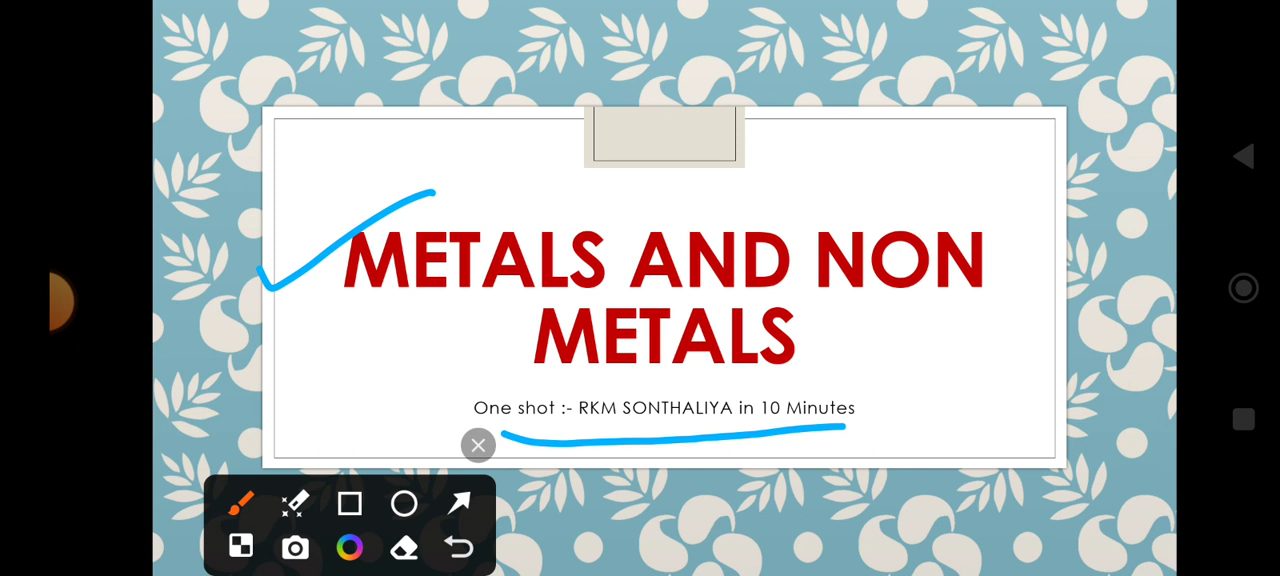 METALS AND NON
METALS
One shot :- RKM SONTHALIYA in 10 Minutes